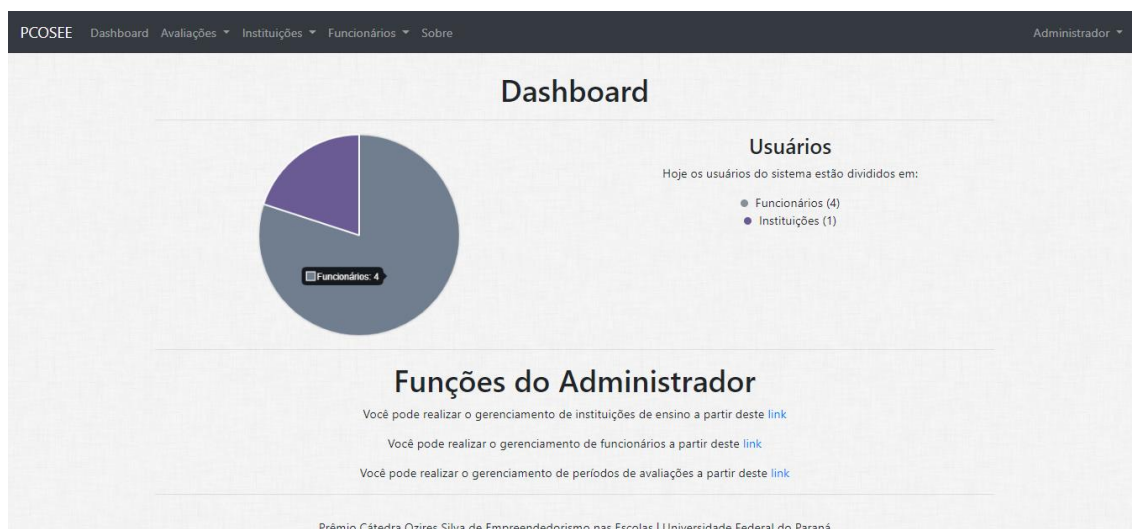 PCOSEE Dashboard Avaliações Instituições Funcionários Sobre Administrador
Dashboard
Usuários
Hoje os usuários do sistema estão divididos em:
Funcionários (4)
Instituições (1)
Funcionários: 4
Funções do Administrador
Você pode realizar o gerenciamento de instituições de ensino a partir deste link
Você pode realizar o gerenciamento de funcionários a partir deste link
Você pode realizar o gerenciamento de períodos de avaliações a partir deste link
Prêmio Cátedra Ozires Silva de Empreendedorismo nas Escolas | Universidade Federal do Paraná